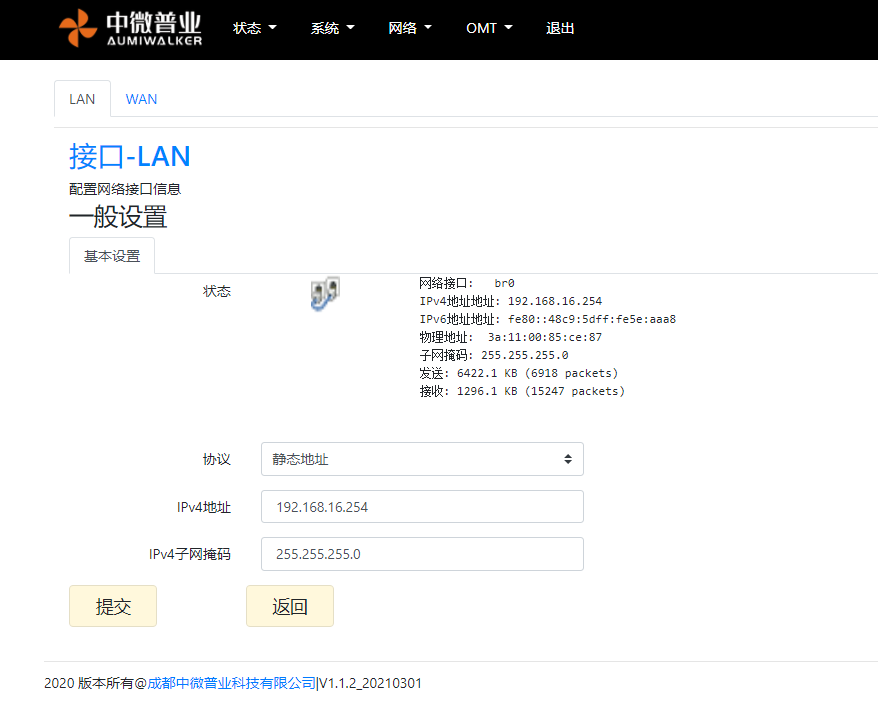 中微普业
AUMIWALKER
状态 系统 网络 OMT 退出
LAN WAN
接口-LAN
配置网络接口信息
一般设置
基本设置
状态
网络接口: br0
IPv4地址地址: 192.168.16.254
IPv6地址地址: fe80::48c9:5dff:fe5e:aaa8
物理地址: 3a:11:00:85:ce:87
子网掩码: 255.255.255.0
发送: 6422.1 KB (6918 packets)
接收: 1296.1 KB (15247 packets)
协议 静态地址
IPv4地址 192.168.16.254
IPv4子网掩码 255.255.255.0
提交 返回
2020 版本所有@成都中微普业科技有限公司|V1.1.2_20210301